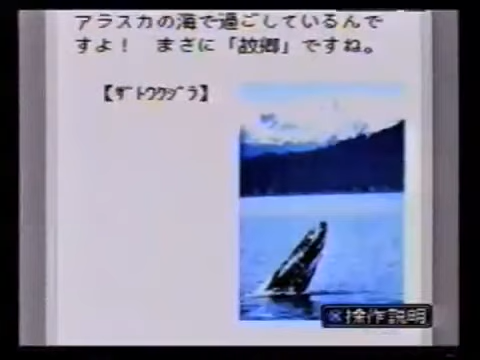 アラスカの海で過ごしているんで
すよ！　まさに「故郷」ですね。
【ｻﾞﾄｳｸｼﾞﾗ】
※操作説明